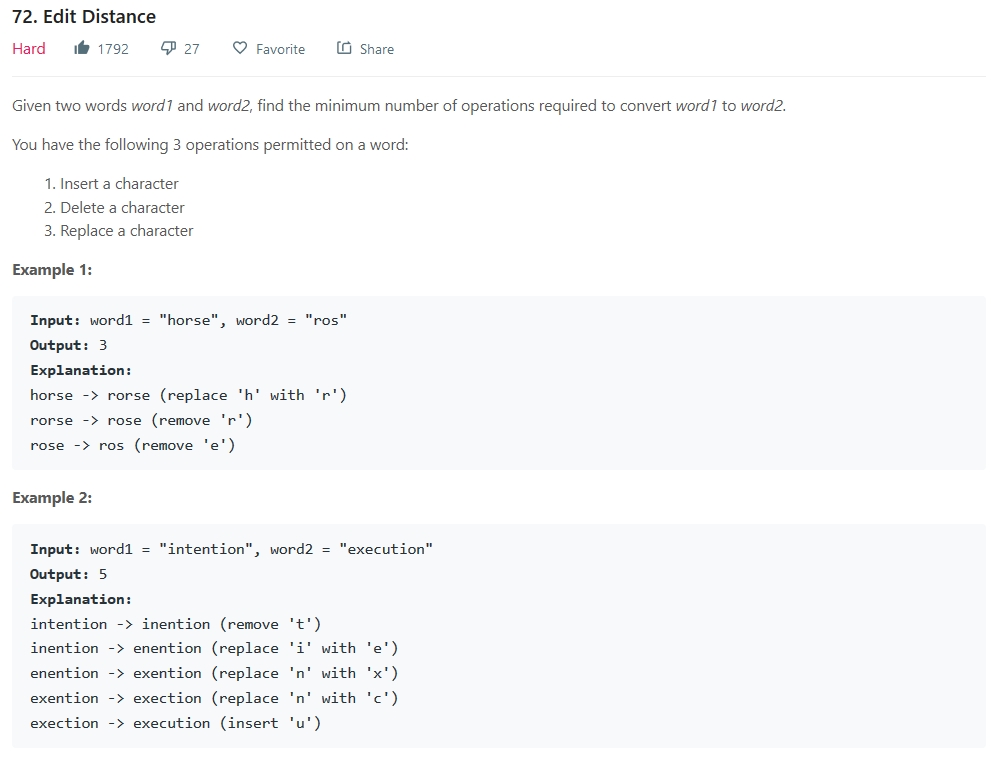 72. Edit Distance
Hard 1792 27 Favorite Share
Given two words word1 and word2, find the minimum number of operations required to convert word1 to word2.
You have the following 3 operations permitted on a word:
1. Insert a character
2. Delete a character
3. Replace a character
Example 1:
Input: word1 = "horse", word2 = "ros"
Output: 3
Explanation:
horse -> rorse (replace 'h' with 'r')
rorse -> rose (remove 'r')
rose -> ros (remove 'e')
Example 2:
Input: word1 = "intention", word2 = "execution"
Output: 5
Explanation:
intention -> inention (remove 't')
inention -> enention (replace 'i' with 'e')
enention -> exention (replace 'n' with 'x')
exention -> exection (replace 'n' with 'c')
exection -> execution (insert 'u')